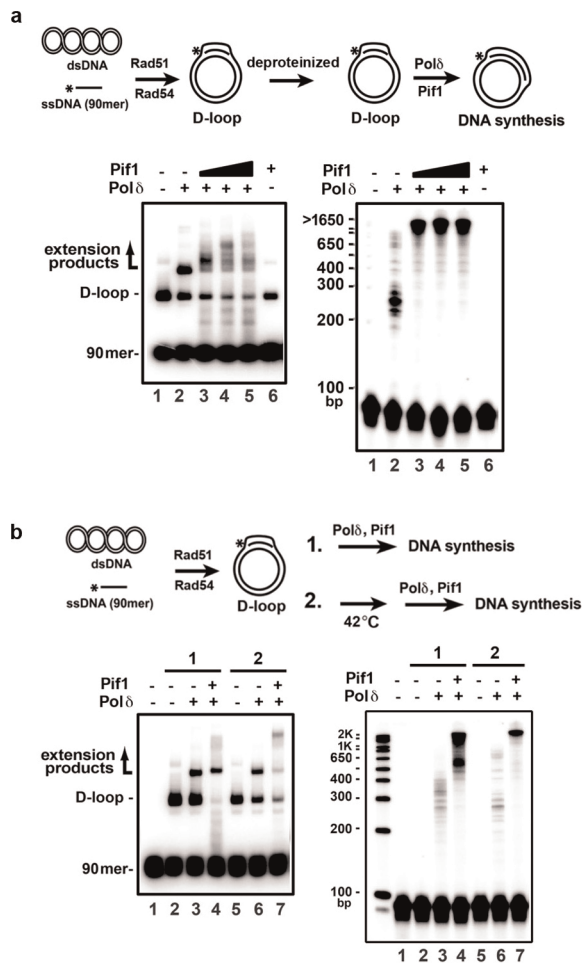 a
dsDNA
* ssDNA (90mer)
Rad51
Rad54
*
D-loop
deproteinized
*
D-loop
Polδ
Pif1
*
DNA synthesis
Pif1 - - + 
Polδ - + + + + -
extension
products
D-loop -
90mer-
1 2 3 4 5 6
Pif1 - - +
Polδ - + + + + -
>1650
650
400
300
200
100
bp
1 2 3 4 5 6
b
dsDNA
* ssDNA (90mer)
Rad51
Rad54
*
D-loop
1. Polδ, Pif1 DNA synthesis
2. 42°C Polδ, Pif1 DNA synthesis
1 2
Pif1 - - - + - - +
Polδ - - + + - + +
extension
products
D-loop -
90mer-
1 2 3 4 5 6 7
1 2
Pif1 - - - + - - +
Polδ - - + + - + +
2K
1K
650
400
300
200
100
bp
1 2 3 4 5 6 7